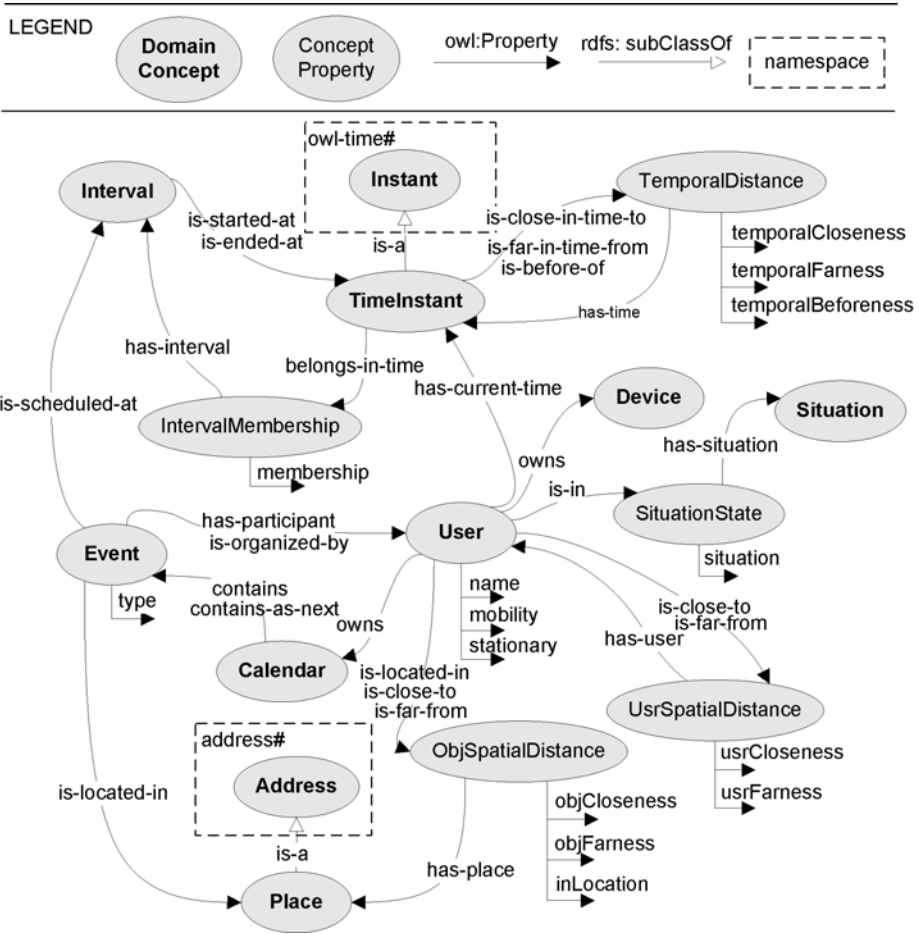 LEGEND
Domain
Concept
Concept
Property
owl:Property
rdfs: subClassOf
namespace
owl-time#
Instant
Interval
TemporalDistance
is-started-at
is-ended-at
is-a
is-close-in-time-to
is-far-in-time-from
is-before-of
temporalCloseness
temporalFarness
temporalBeforeness
TimeInstant
has-time
has-interval
belongs-in-time
has-current-time
is-scheduled-at
IntervalMembership
membership
Device
Situation
has-situation
owns
is-in
SituationState
situation
has-participant
is-organized-by
User
Event
type
name
mobility
stationary
contains
contains-as-next
owns
Calendar
is-close-to
is-far-from
has-user
is-located-in
is-close-to
is-far-from
UsrSpatialDistance
usrCloseness
usrFarness
address#
Address
ObjSpatialDistance
objCloseness
objFarness
inLocation
is-located-in
is-a
has-place
Place